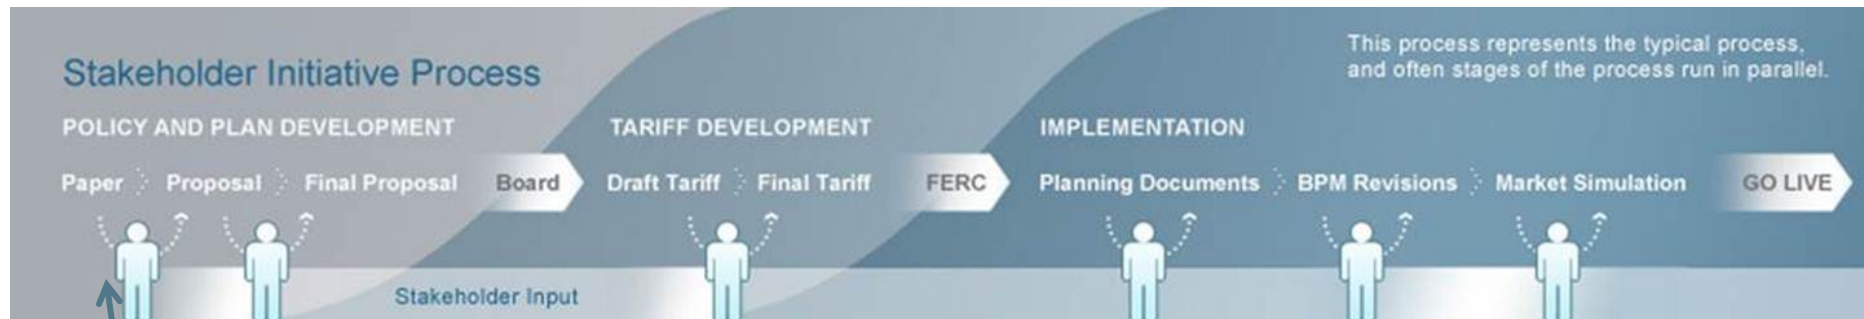 This process represents the typical process,
and often stages of the process run in parallel.
Stakeholder Initiative Process
POLICY AND PLAN DEVELOPMENT
TARIFF DEVELOPMENT
IMPLEMENTATION
Paper Proposal Final Proposal Board Draft Tariff Final Tariff FERC Planning Documents BPM Revisions Market Simulation GO LIVE
Stakeholder Input